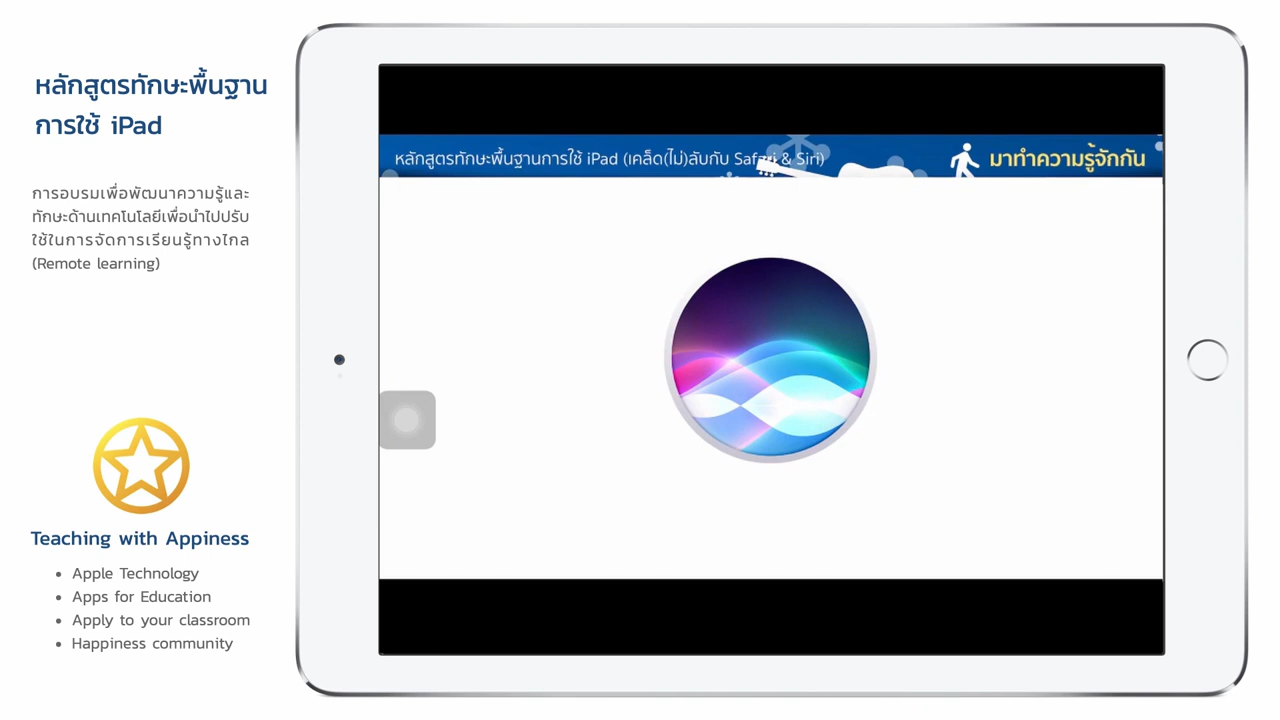 หลักสูตรทักษะพื้นฐาน
การใช้ iPad
การอบรมเพื่อพัฒนาความรู้และ
ทักษะด้านเทคโนโลยีเพื่อนำไปปรับ
ใช้ในการจัดการเรียนรู้ทางไกล
(Remote learning)
Teaching with Appiness
• Apple Technology
• Apps for Education
• Apply to your classroom
• Happiness community
หลักสูตรทักษะพื้นฐานการใช้ iPad (เคล็ด(ไม่)ลับกับ Safari & Siri)
มาทำความรู้จักกัน